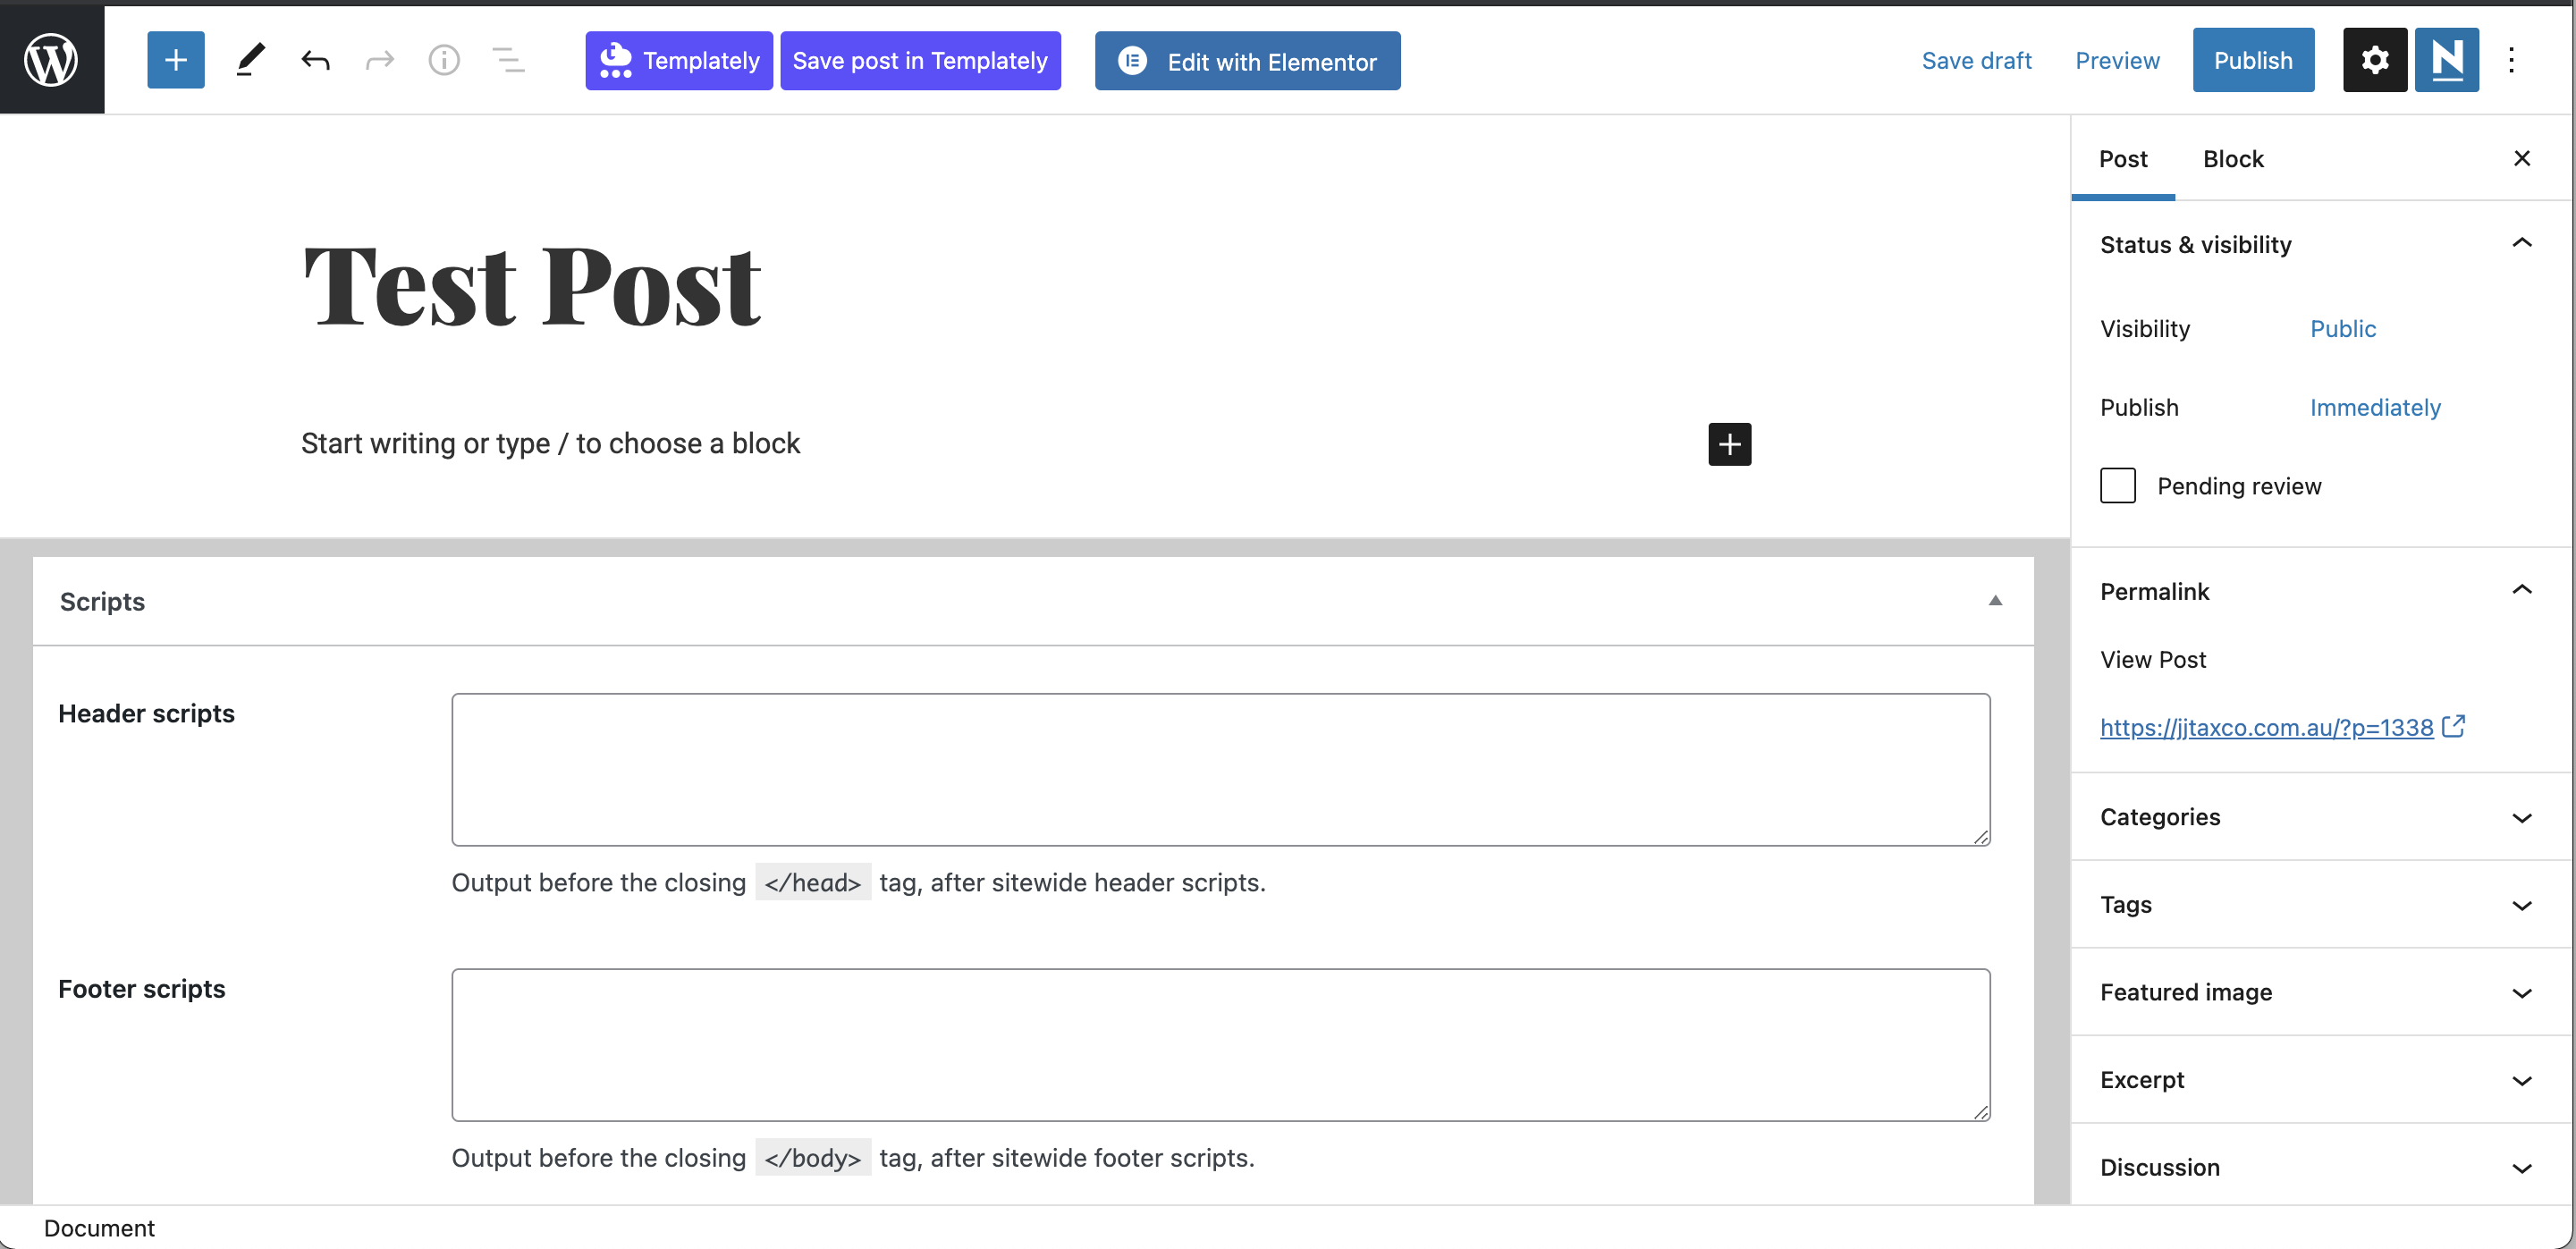 Templately
Save post in Templately
Edit with Elementor
Save draft
Preview
Publish
Post
Block
Test Post
Start writing or type / to choose a block
Status & visibility
Visibility
Public
Publish
Immediately
Pending review
Permalink
View Post
https://jjtaxco.com.au/?p=1338
Categories
Tags
Featured image
Excerpt
Discussion
Scripts
Header scripts
Output before the closing </head> tag, after sitewide header scripts.
Footer scripts
Output before the closing </body> tag, after sitewide footer scripts.
Document